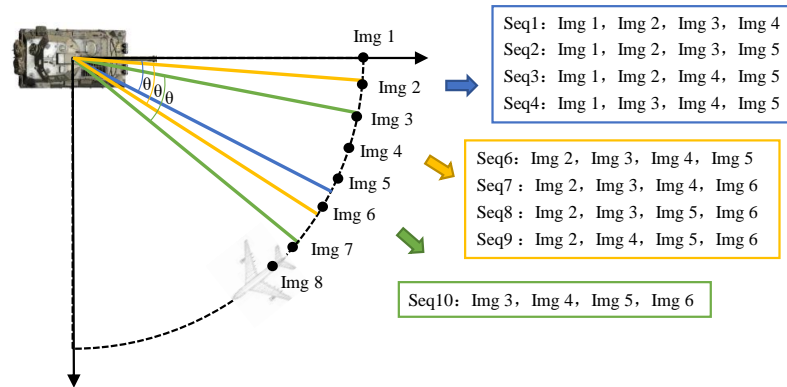 Img 1
Img 2
Img 3
Img 4
Img 5
Img 6
Img 7
Img 8
θ
θ
θ
Seq1：Img 1，Img 2，Img 3，Img 4
Seq2：Img 1，Img 2，Img 3，Img 5
Seq3：Img 1，Img 2，Img 4，Img 5
Seq4：Img 1，Img 3，Img 4，Img 5
Seq6：Img 2，Img 3，Img 4，Img 5
Seq7：Img 2，Img 3，Img 4，Img 6
Seq8：Img 2，Img 3，Img 5，Img 6
Seq9：Img 2，Img 4，Img 5，Img 6
Seq10：Img 3，Img 4，Img 5，Img 6